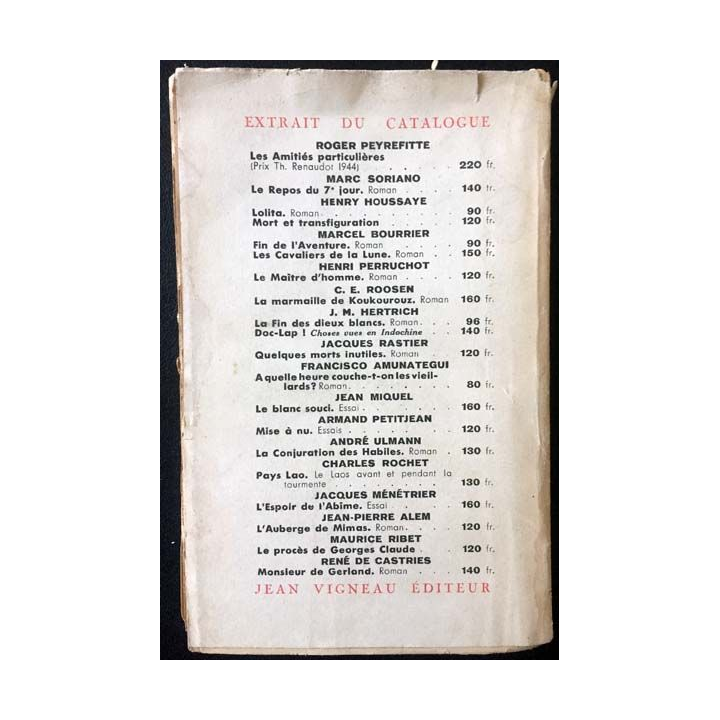 EXTRAIT DU CATALOGUE
ROGER PEYREFITTE
Les Amitiés particulières
(Prix Th. Renaudot 1944) . . . . . 220 fr.
MARC SORIANO
Le Repos du 7e jour. Roman . . . . 140 fr.
HENRY HOUSSAYE
Lolita. Roman . . . . . . . . 90 fr.
Mort et transfiguration . . . . . 120 fr.
MARCEL BOURRIER
Fin de l'Aventure. Roman . . . . 90 fr.
Les Cavaliers de la Lune. Roman . . 150 fr.
HENRI PERRUCHOT
Le Maître d'homme. Roman . . . . 120 fr.
C. E. ROOSEN
La marmaille de Koukourouz. Roman 160 fr.
J. M. HERTRICH
La Fin des dieux blancs. Roman . . . 96 fr.
Doc-Lap ! Choses vues en Indochine . . 140 fr.
JACQUES RASTIER
Quelques morts inutiles. Roman . . 120 fr.
FRANCISCO AMUNATEGUI
A quelle heure couche-t-on les vieil-
lards ? Roman . . . . . . . 80 fr.
JEAN MIQUEL
Le blanc souci. Essai . . . . . . 160 fr.
ARMAND PETITJEAN
Mise à nu. Essais . . . . . . 120 fr.
ANDRÉ ULMANN
La Conjuration des Habiles. Roman . 130 fr.
CHARLES ROCHET
Pays Lao. Le Laos avant et pendant la
tourmente . . . . . . . . 130 fr.
JACQUES MÉNÉTRIER
L'Espoir de l'Abîme. Essai . . . . 160 fr.
JEAN-PIERRE ALEM
L'Auberge de Mimas. Roman . . . 120 fr.
MAURICE RIBET
Le procès de Georges Claude . . 120 fr.
RENÉ DE CASTRIES
Monsieur de Gerland. Roman . . . 140 fr.
JEAN VIGNEAU ÉDITEUR